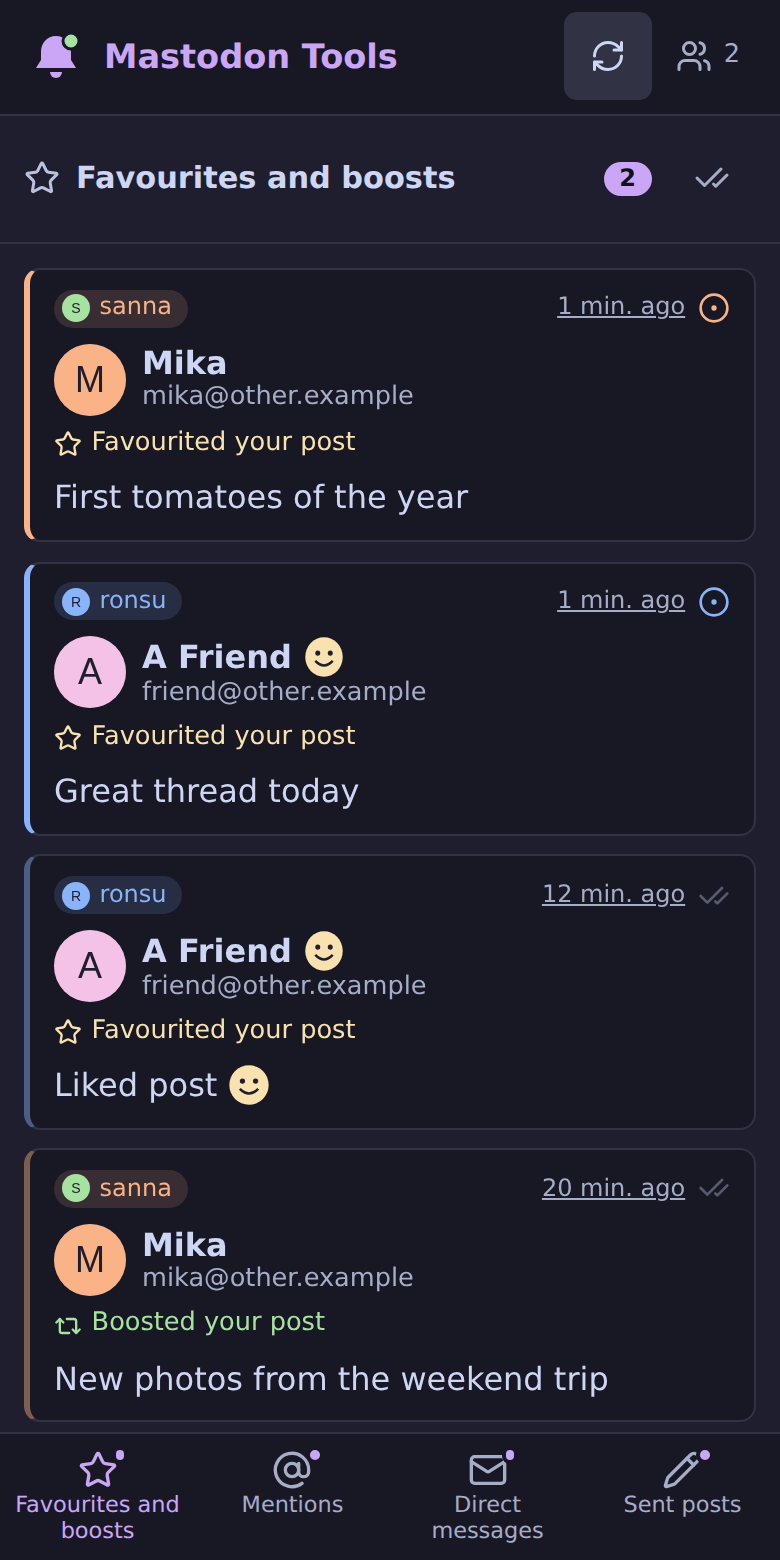 Mastodon Tools
2
Favourites and boosts
2
S sanna
1 min. ago
M
Mika
mika@other.example
Favourited your post
First tomatoes of the year
R ronsu
1 min. ago
A
A Friend
friend@other.example
Favourited your post
Great thread today
R ronsu
12 min. ago
A
A Friend
friend@other.example
Favourited your post
Liked post
S sanna
20 min. ago
M
Mika
mika@other.example
Boosted your post
New photos from the weekend trip
Favourites and
boosts
Mentions
Direct
messages
Sent posts